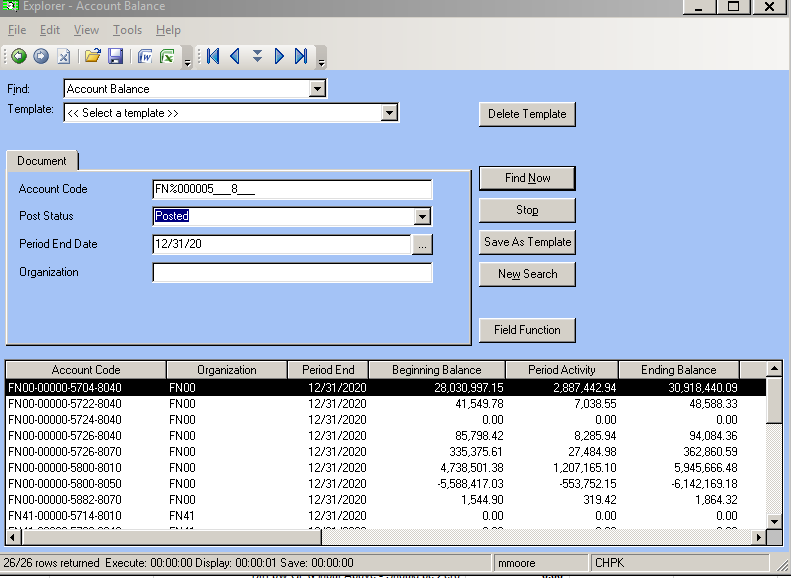 Explorer - Account Balance
File Edit View Tools Help
Find: Account Balance
Template: << Select a template >> Delete Template
Document
Account Code FN%000005___8___ Find Now
Post Status Posted Stop
Period End Date 12/31/20 ... Save As Template
Organization New Search
Field Function
Account Code Organization Period End Beginning Balance Period Activity Ending Balance
FN00-00000-5704-8040 FN00 12/31/2020 28,030,997.15 2,887,442.94 30,918,440.09
FN00-00000-5722-8040 FN00 12/31/2020 41,549.78 7,038.55 48,588.33
FN00-00000-5724-8040 FN00 12/31/2020 0.00 0.00 0.00
FN00-00000-5726-8040 FN00 12/31/2020 85,798.42 8,285.94 94,084.36
FN00-00000-5726-8070 FN00 12/31/2020 335,375.61 27,484.98 362,860.59
FN00-00000-5800-8010 FN00 12/31/2020 4,738,501.38 1,207,165.10 5,945,666.48
FN00-00000-5800-8050 FN00 12/31/2020 -5,588,417.03 -553,752.15 -6,142,169.18
FN00-00000-5882-8070 FN00 12/31/2020 1,544.90 319.42 1,864.32
FN41-00000-5714-8010 FN41 12/31/2020 0.00 0.00 0.00
26/26 rows returned Execute: 00:00:00 Display: 00:00:01 Save: 00:00:00 mmoore CHPK